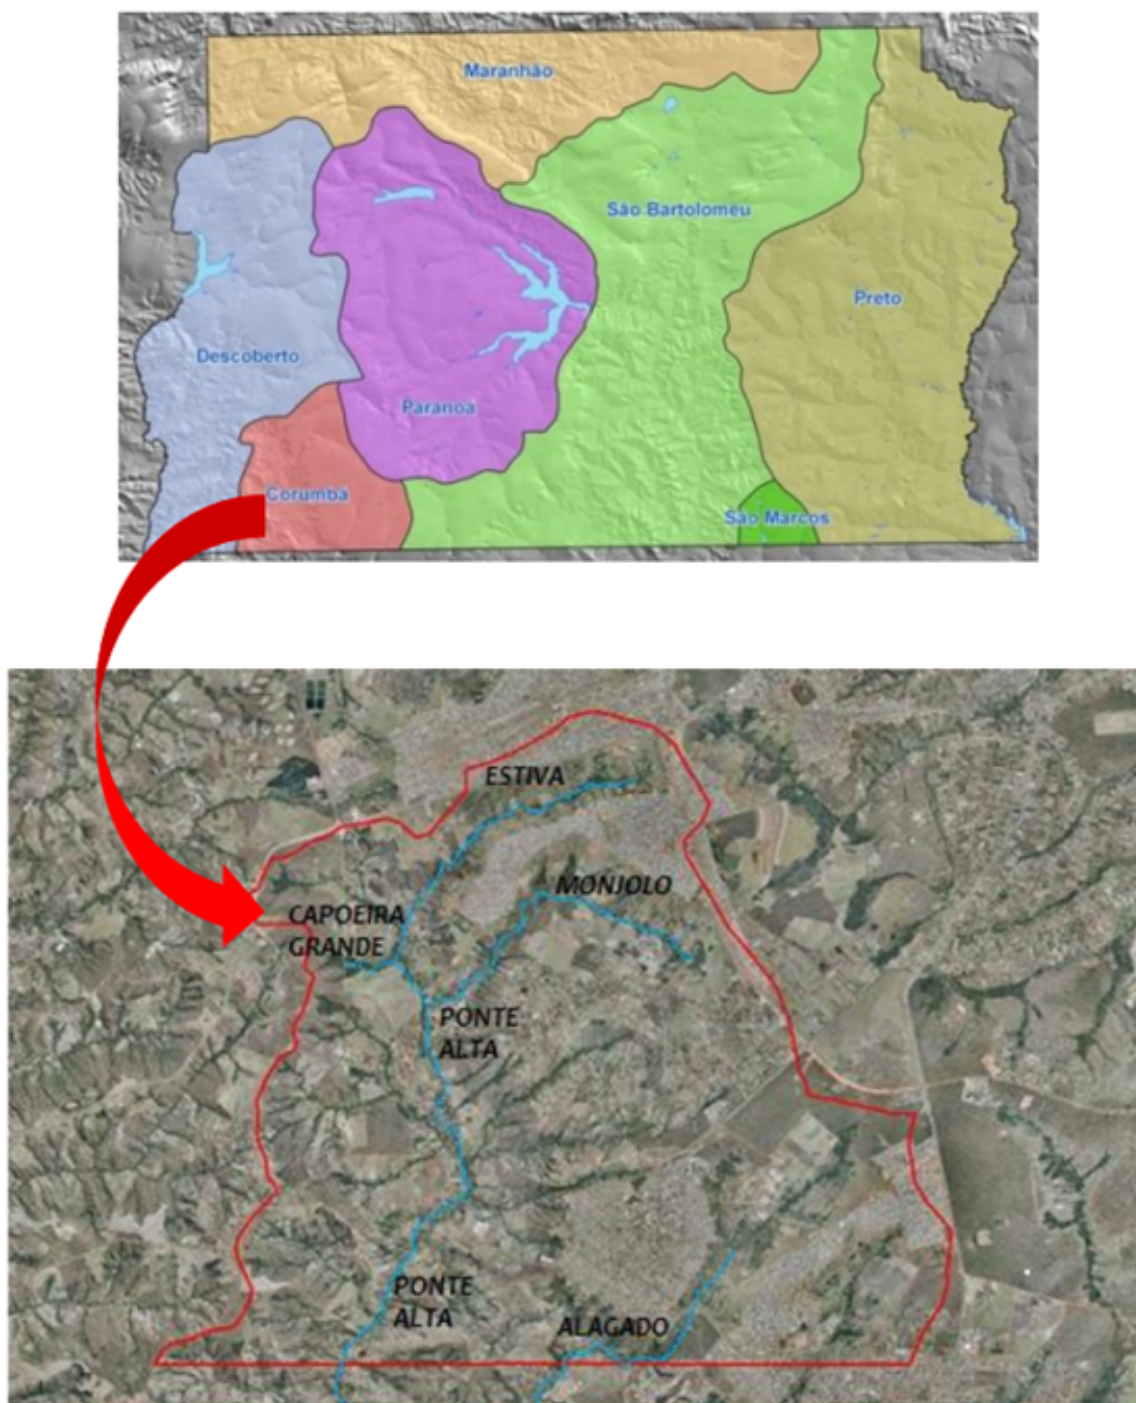 Maranhão
São Bartolomeu
Preto
Descoberto
Paranoá
Corumbá
São Marcos
ESTIVA
MONJOLO
CAPOEIRA
GRANDE
PONTE
ALTA
PONTE
ALTA
ALAGADO